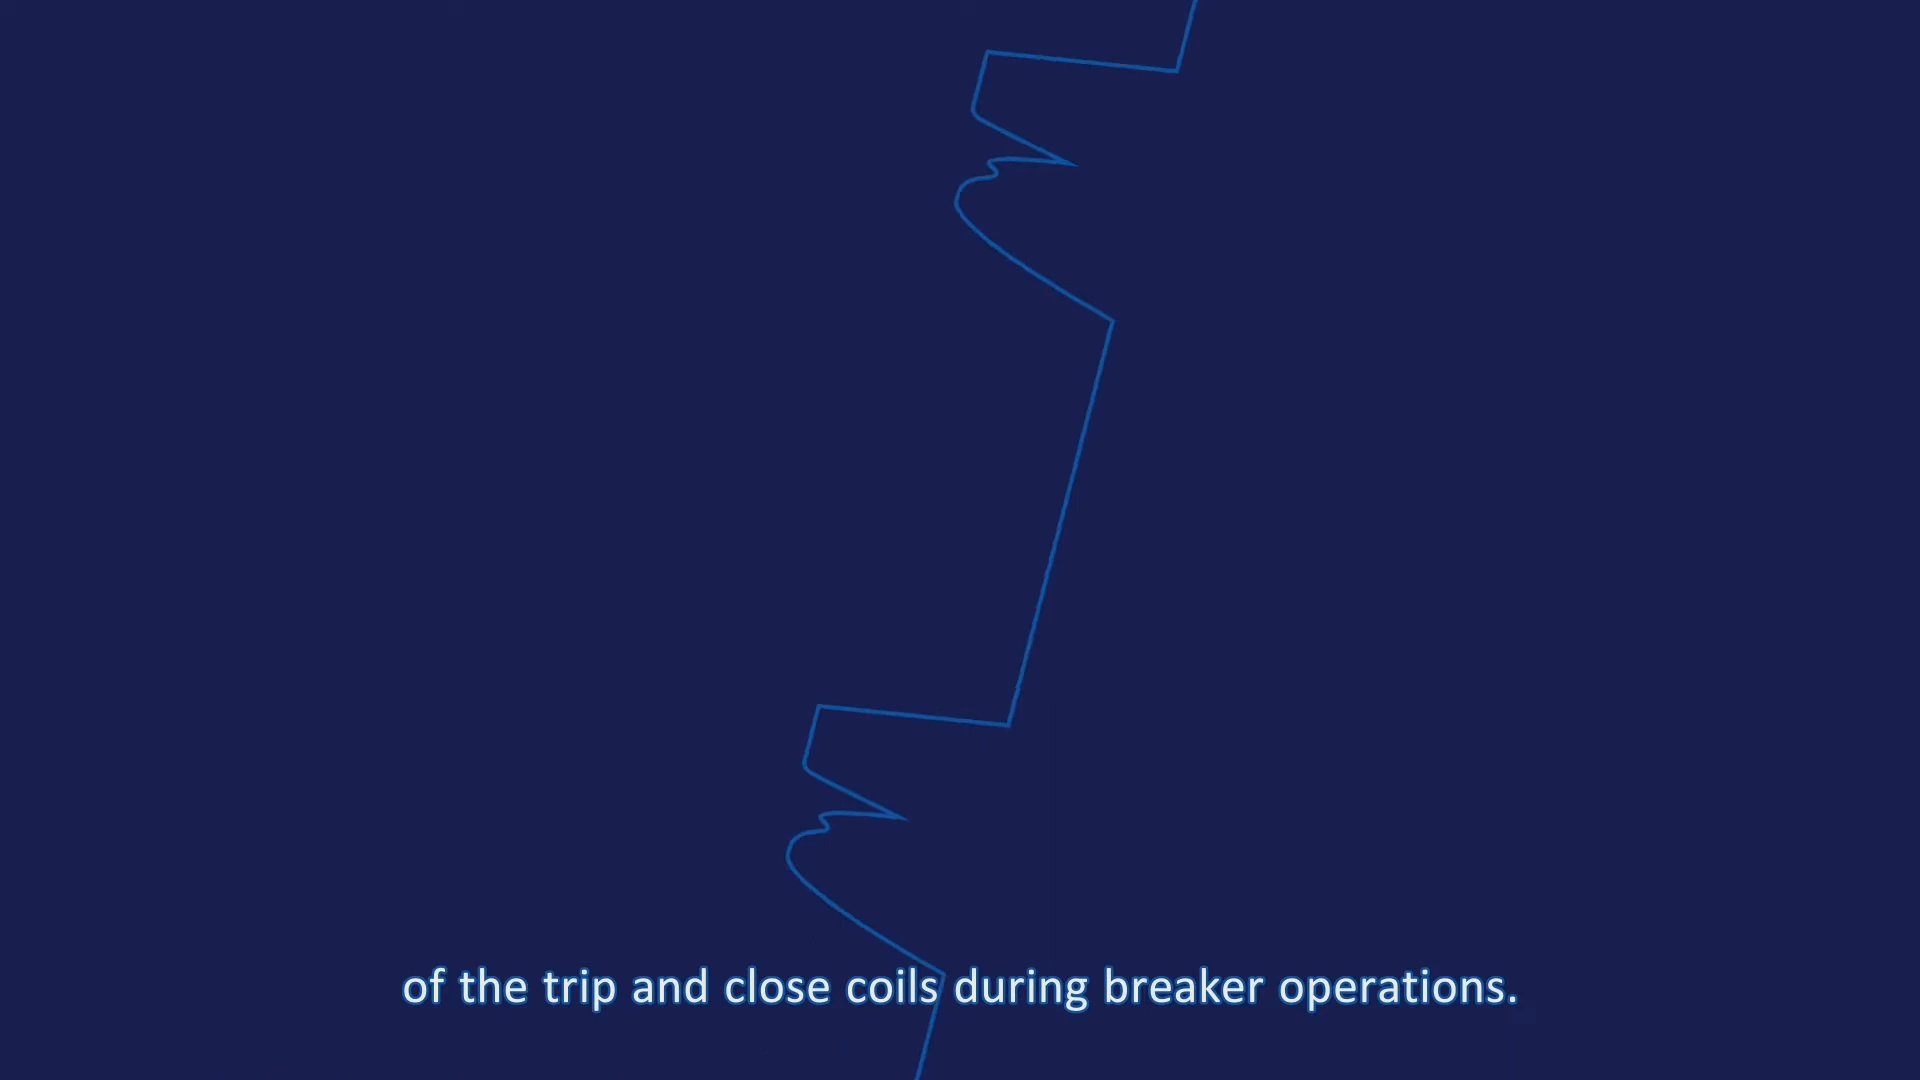 of the trip and close coils during breaker operations.